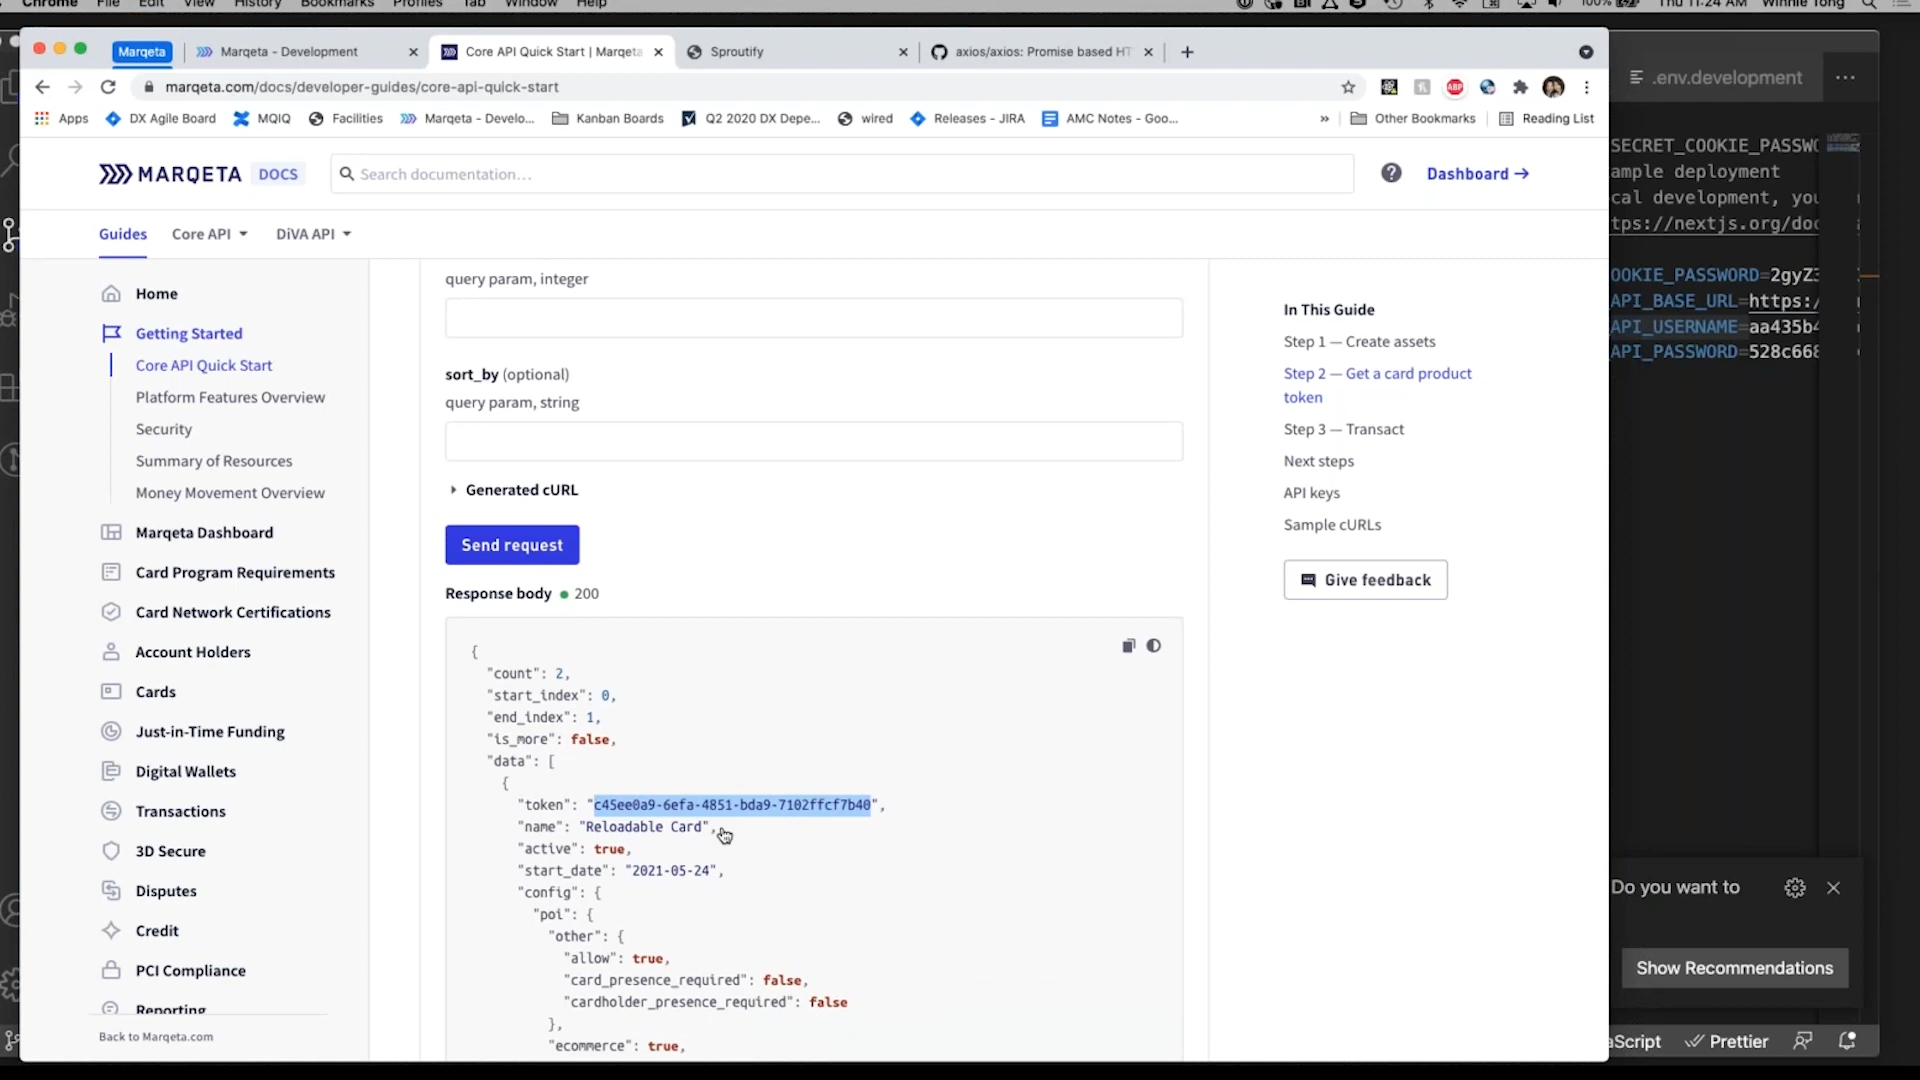 Chrome File Edit View History Bookmarks Profiles Tab Window Help
100% Thu 11:24 AM Winnie Tong
Marqeta
Marqeta - Development
Core API Quick Start | Marqeta
Sproutify
axios/axios: Promise based HT
marqeta.com/docs/developer-guides/core-api-quick-start
ABP
Apps
DX Agile Board
MQIQ
Facilities
Marqeta - Develo...
Kanban Boards
Q2 2020 DX Depe...
wired
Releases - JIRA
AMC Notes - Goo...
»
Other Bookmarks
Reading List
MARQETA DOCS
Search documentation...
Dashboard →
Guides
Core API
DiVA API
Home
Getting Started
Core API Quick Start
Platform Features Overview
Security
Summary of Resources
Money Movement Overview
Marqeta Dashboard
Card Program Requirements
Card Network Certifications
Account Holders
Cards
Just-in-Time Funding
Digital Wallets
Transactions
3D Secure
Disputes
Credit
PCI Compliance
Reporting
Back to Marqeta.com
query param, integer
sort_by (optional)
query param, string
Generated cURL
Send request
Response body 200
{
"count": 2,
"start_index": 0,
"end_index": 1,
"is_more": false,
"data": [
{
"token": "c45ee0a9-6efa-4851-bda9-7102ffcf7b40",
"name": "Reloadable Card",
"active": true,
"start_date": "2021-05-24",
"config": {
"poi": {
"other": {
"allow": true,
"card_presence_required": false,
"cardholder_presence_required": false
},
"ecommerce": true,
In This Guide
Step 1 — Create assets
Step 2 — Get a card product
token
Step 3 — Transact
Next steps
API keys
Sample cURLs
Give feedback
.env.development
SECRET_COOKIE_PASSWO
ample deployment
cal development, you
tps://nextjs.org/doc
OOKIE_PASSWORD=2gyZ3
API_BASE_URL=https:/
API_USERNAME=aa435b4
API_PASSWORD=528c668
Do you want to
Show Recommendations
aScript
Prettier